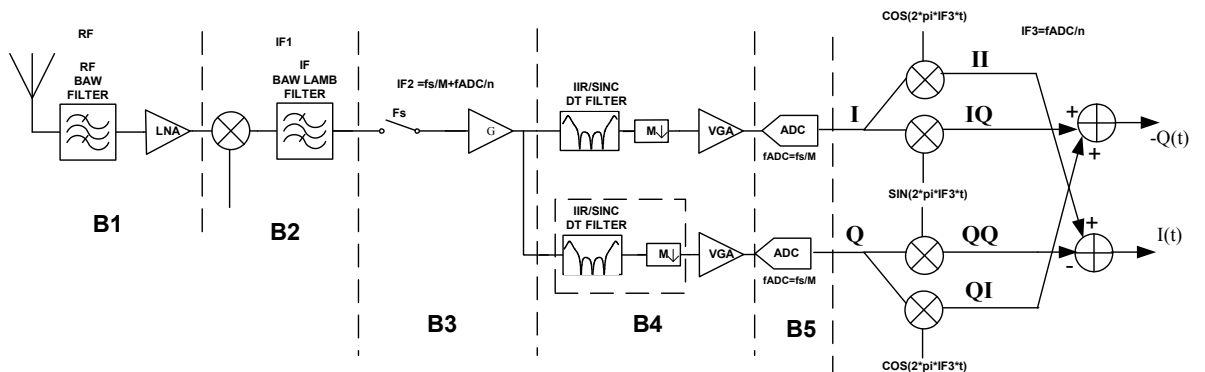 RF
RF
BAW
FILTER
LNA
B1
IF1
IF
BAW LAMB
FILTER
B2
IF2 =fs/M+fADC/n
Fs
G
B3
IIR/SINC
DT FILTER
M
VGA
IIR/SINC
DT FILTER
M
VGA
B4
ADC
fADC=fs/M
ADC
fADC=fs/M
B5
COS(2*pi*IF3*t)
IF3=fADC/n
I
II
IQ
SIN(2*pi*IF3*t)
Q
QQ
QI
COS(2*pi*IF3*t)
+
+
-Q(t)
+
-
I(t)